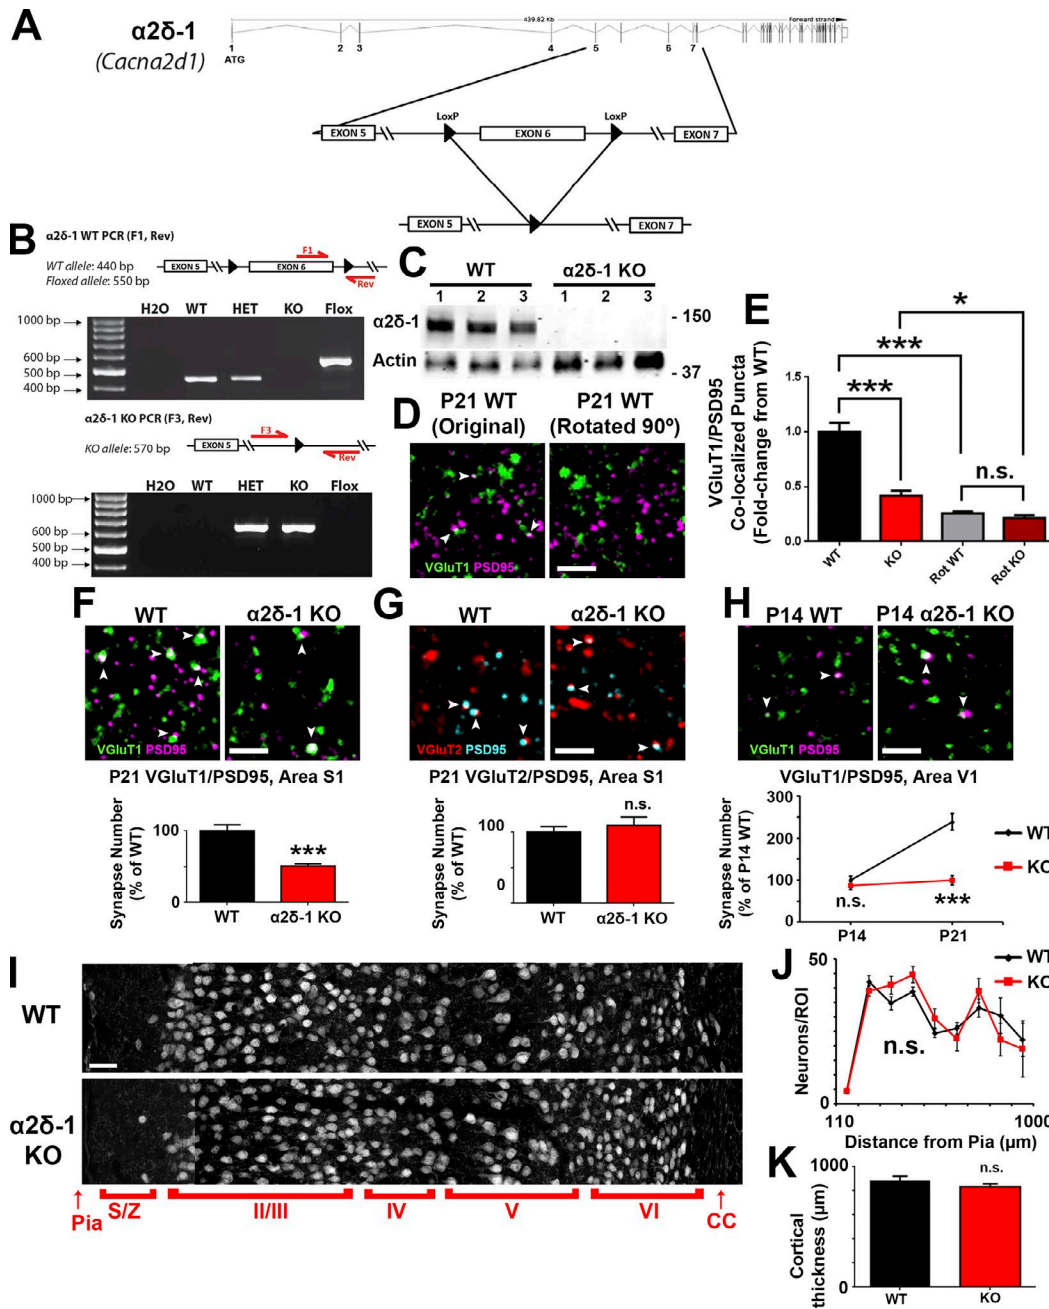 A
α2δ-1
(Cacna2d1)
439.82 Kb
Forward strand
1 2 3 4 5 6 7
ATG
LoxP LoxP
EXON 5 EXON 6 EXON 7
EXON 5 EXON 7
B
α2δ-1 WT PCR (F1, Rev)
WT allele: 440 bp
Floxed allele: 550 bp
F1
EXON 5 EXON 6
Rev
H2O WT HET KO Flox
1000 bp
600 bp
500 bp
400 bp
α2δ-1 KO PCR (F3, Rev)
KO allele: 570 bp
F3
EXON 5
Rev
H2O WT HET KO Flox
1000 bp
600 bp
500 bp
400 bp
C
WT α2δ-1 KO
1 2 3 1 2 3
α2δ-1
- 150
Actin
- 37
D
P21 WT
(Original)
P21 WT
(Rotated 90º)
VGluT1 PSD95
E
VGluT1/PSD95
Co-localized Puncta
(Fold-change from WT)
1.5
1.0
0.5
0.0
*
***
***
n.s.
WT
KO
Rot WT
Rot KO
F
WT α2δ-1 KO
VGluT1 PSD95
P21 VGluT1/PSD95, Area S1
Synapse Number
(% of WT)
100
0
***
WT α2δ-1 KO
G
WT α2δ-1 KO
VGluT2 PSD95
P21 VGluT2/PSD95, Area S1
Synapse Number
(% of WT)
100
0
n.s.
WT α2δ-1 KO
H
P14 WT P14 α2δ-1 KO
VGluT1 PSD95
VGluT1/PSD95, Area V1
Synapse Number
(% of P14 WT)
300
200
100
0
WT
KO
n.s.
***
P14 P21
I
WT
α2δ-1
KO
Pia
S/Z
II/III
IV
V
VI
CC
J
Neurons/ROI
50
0
WT
KO
n.s.
110 1000
Distance from Pia (μm)
K
Cortical
thickness (μm)
1000
0
n.s.
WT KO